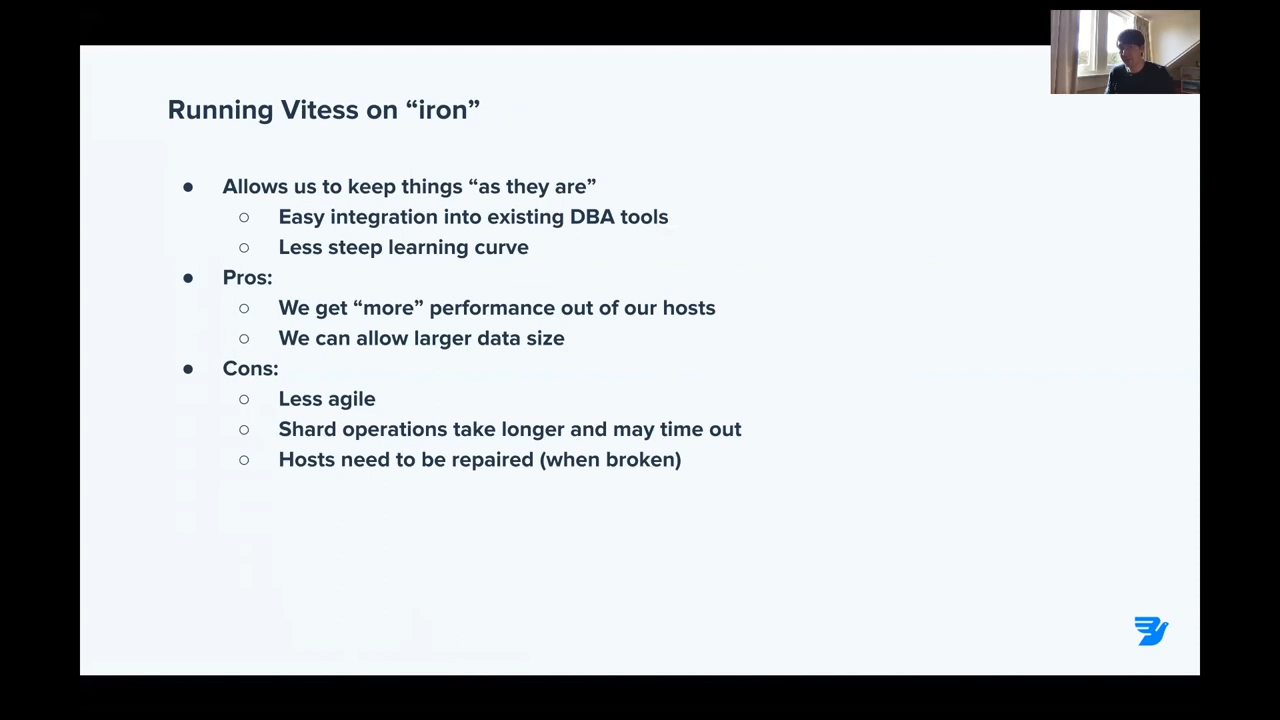 Running Vitess on “iron”
● Allows us to keep things “as they are”
○ Easy integration into existing DBA tools
○ Less steep learning curve
● Pros:
○ We get “more” performance out of our hosts
○ We can allow larger data size
● Cons:
○ Less agile
○ Shard operations take longer and may time out
○ Hosts need to be repaired (when broken)